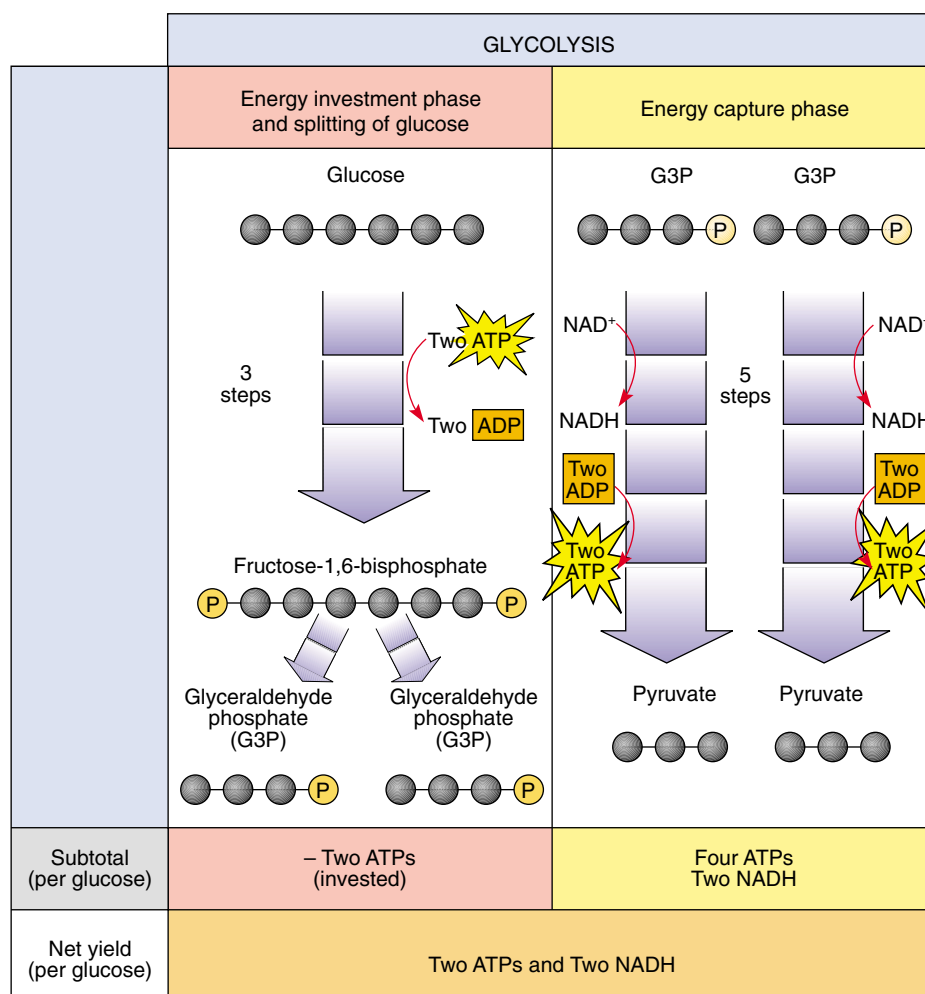 GLYCOLYSIS
Energy investment phase
and splitting of glucose
Energy capture phase
Glucose
G3P
G3P
P
P
3
steps
Two ATP
Two ADP
NAD+
NADH
Two
ADP
Two
ATP
5
steps
NAD+
NADH
Two
ADP
Two
ATP
Fructose-1,6-bisphosphate
P
P
Glyceraldehyde
phosphate
(G3P)
Glyceraldehyde
phosphate
(G3P)
P
P
Pyruvate
Pyruvate
Subtotal
(per glucose)
– Two ATPs
(invested)
Four ATPs
Two NADH
Net yield
(per glucose)
Two ATPs and Two NADH